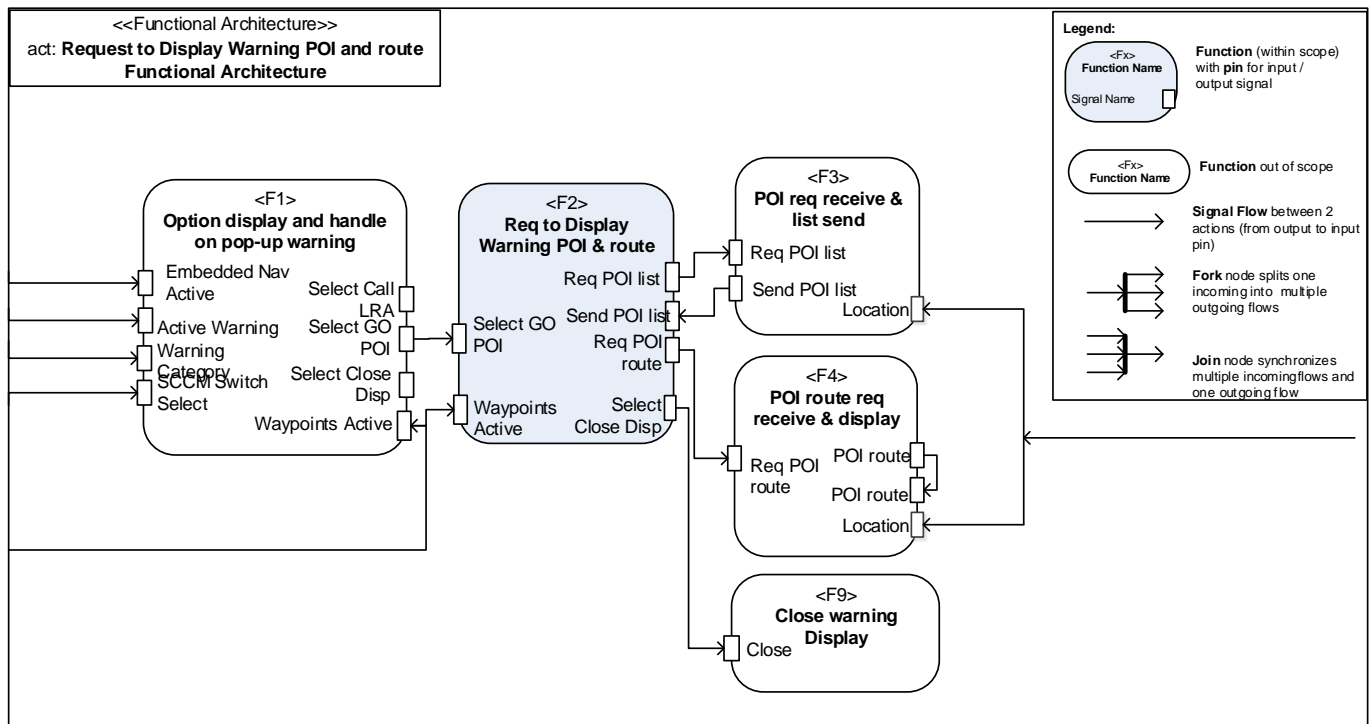 <<Functional Architecture>>
act: Request to Display Warning POI and route
Functional Architecture
Legend:
<Fx>
Function Name
Signal Name
Function (within scope)
with pin for input /
output signal
<Fx>
Function Name
Function out of scope
Signal Flow between 2
actions (from output to input
pin)
Fork node splits one
incoming into multiple
outgoing flows
Join node synchronizes
multiple incomingflows and
one outgoing flow
<F1>
Option display and handle
on pop-up warning
Embedded Nav
Active
Active Warning
Warning
Category
SCCM Switch
Select
Select Call
LRA
Select GO
POI
Select Close
Disp
Waypoints Active
<F2>
Req to Display
Warning POI & route
Req POI list
Send POI list
Select GO
POI
Req POI
route
Waypoints
Active
Select
Close Disp
<F3>
POI req receive &
list send
Req POI list
Send POI list
Location
<F4>
POI route req
receive & display
Req POI
route
POI route
POI route
Location
<F9>
Close warning
Display
Close